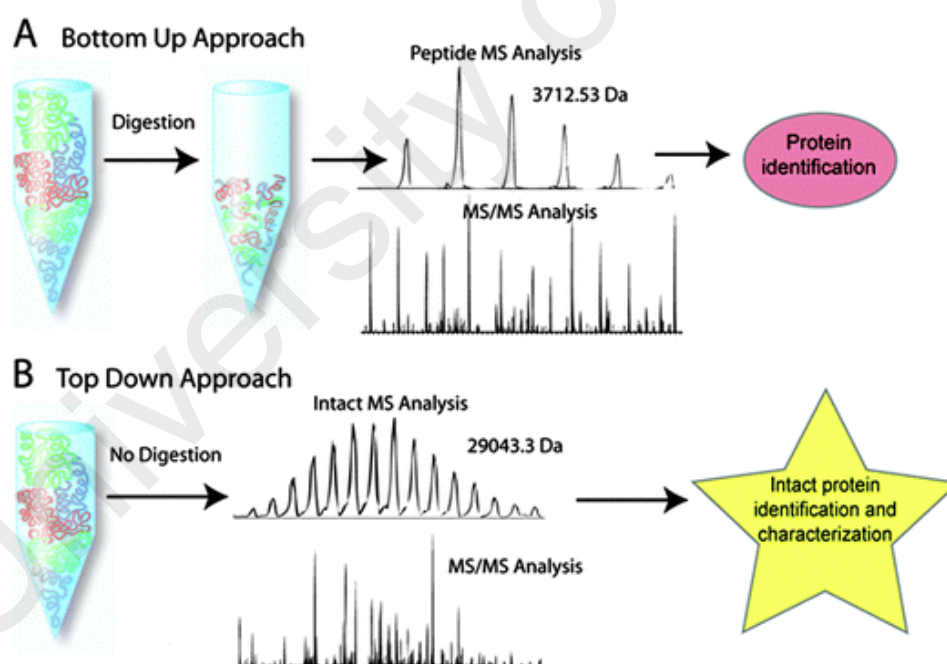 A Bottom Up Approach
Peptide MS Analysis
Digestion
3712.53 Da
Protein
identification
MS/MS Analysis
B Top Down Approach
Intact MS Analysis
No Digestion
29043.3 Da
Intact protein
identification and
characterization
MS/MS Analysis
University o